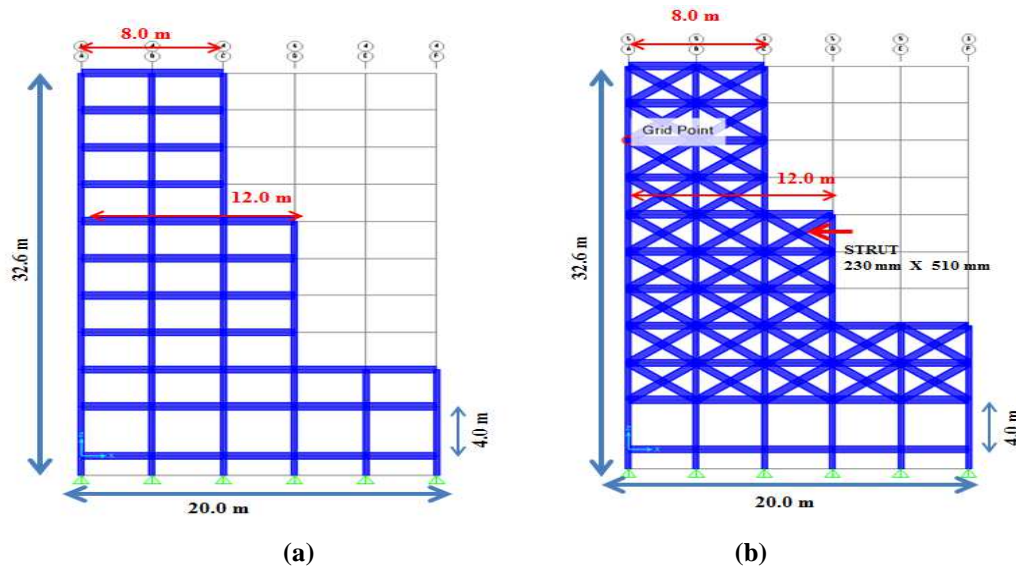 8.0 m
A B C D E F
32.6 m
12.0 m
4.0 m
Z
X
20.0 m
(a)
8.0 m
A B C D E F
Grid Point
32.6 m
12.0 m
STRUT
230 mm X 510 mm
4.0 m
Z
X
20.0 m
(b)